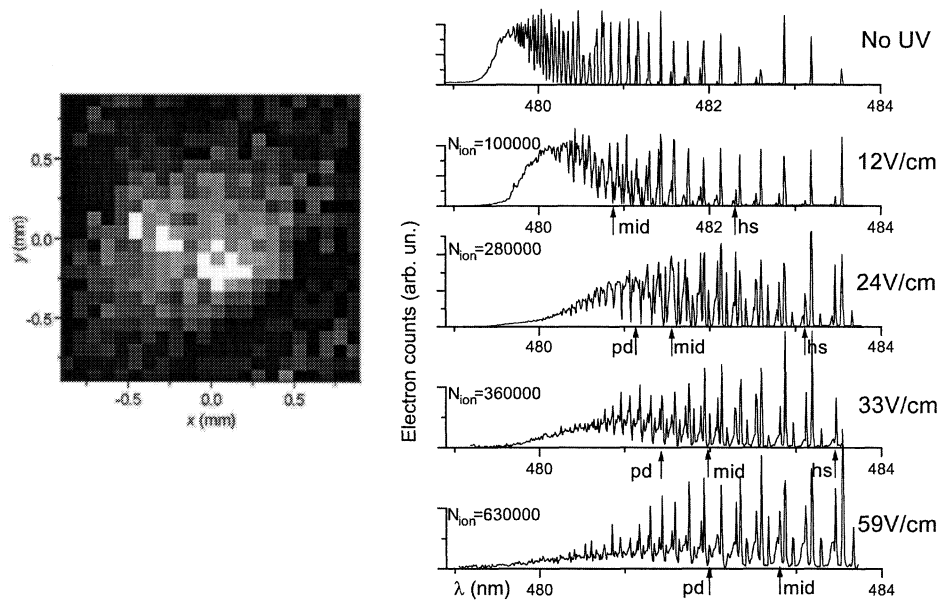 0.5
0.0
-0.5
y (mm)
-0.5 0.0 0.5
x (mm)
Electron counts (arb. un.)
No UV
480 482 484
N_ion=100000
12V/cm
480 482 484
mid hs
N_ion=280000
24V/cm
480 484
pd mid hs
N_ion=360000
33V/cm
480 482 484
pd mid hs
N_ion=630000
59V/cm
λ (nm) 480 482 484
pd mid